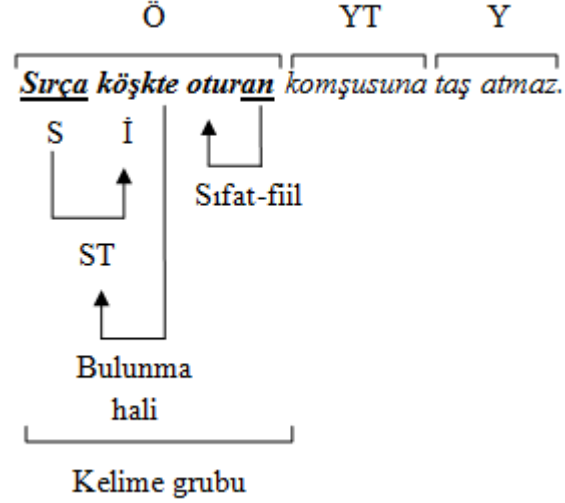 Ö YT Y
Sırça köşkte oturan komşusuna taş atmaz.
S İ
Sıfat-fiil
ST
Bulunma
hali
Kelime grubu